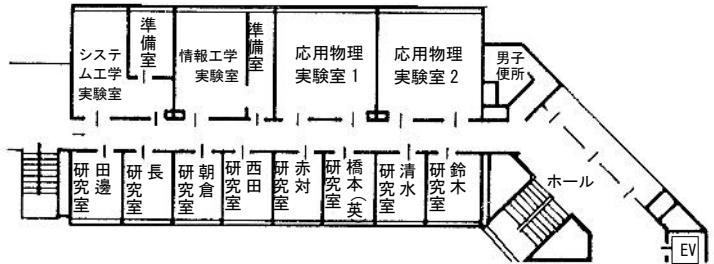 システ
ム工学
実験室
準備室
情報工学
実験室
準備室
応用物理
実験室1
応用物理
実験室2
男子
便所
田邊
研究室
長
研究室
朝倉
研究室
西田
研究室
赤対
研究室
橋本(英)
研究室
清水
研究室
鈴木
研究室
ホール
EV